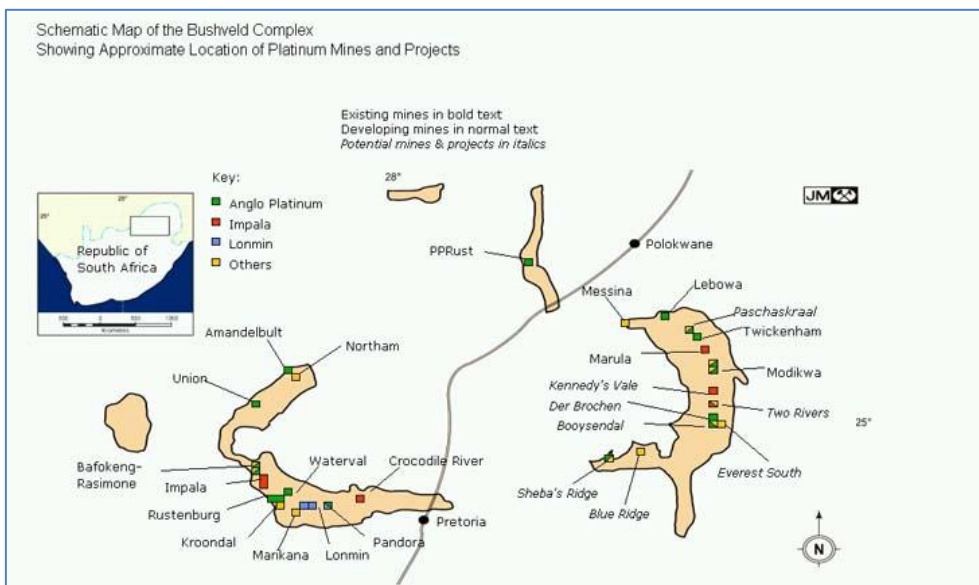 Schematic Map of the Bushveld Complex
Showing Approximate Location of Platinum Mines and Projects
Existing mines in bold text
Developing mines in normal text
Potential mines & projects in italics
Key:
Anglo Platinum
Impala
Lonmin
Others
28°
25°
25°
Republic of
South Africa
JM
PPRust
Polokwane
Messina
Lebowa
Paschaskraal
Twickenham
Marula
Modikwa
Kennedy's Vale
Der Brochen
Two Rivers
Booysendal
25°
Everest South
Sheba's Ridge
Blue Ridge
Amandelbult
Northam
Union
Bafokeng-
Rasimone
Waterval
Crocodile River
Impala
Rustenburg
Kroondal
Marikana
Lonmin
Pandora
Pretoria
N